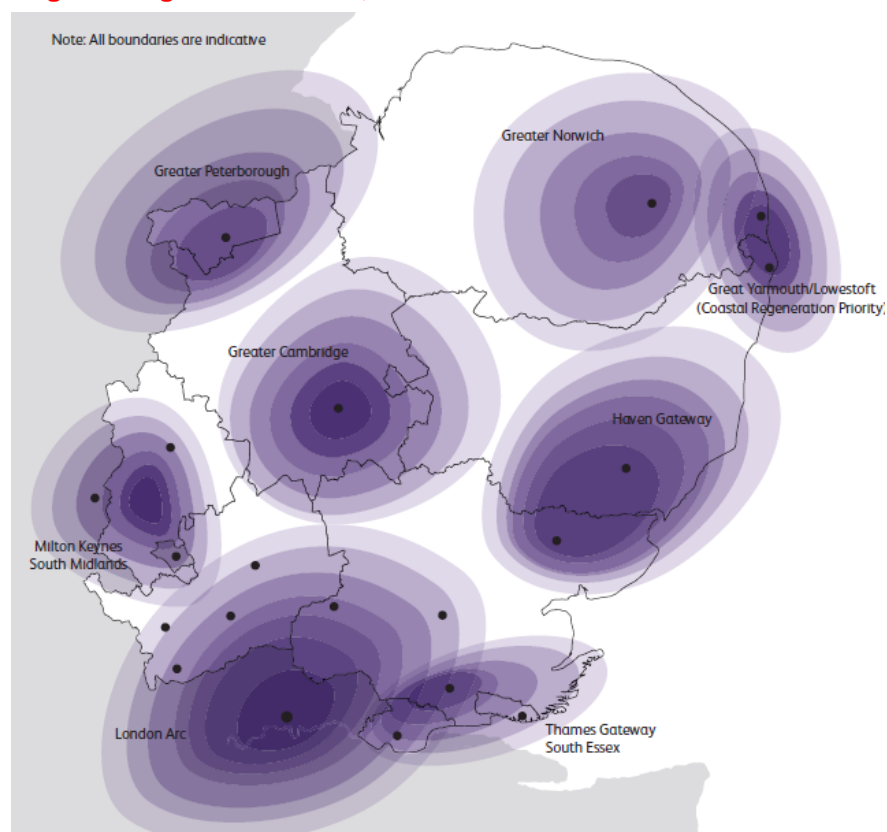 Note: All boundaries are indicative
Greater Norwich
Greater Peterborough
Great Yarmouth/Lowestoft
(Coastal Regeneration Priority)
Greater Cambridge
Haven Gateway
Milton Keynes
South Midlands
London Arc
Thames Gateway
South Essex